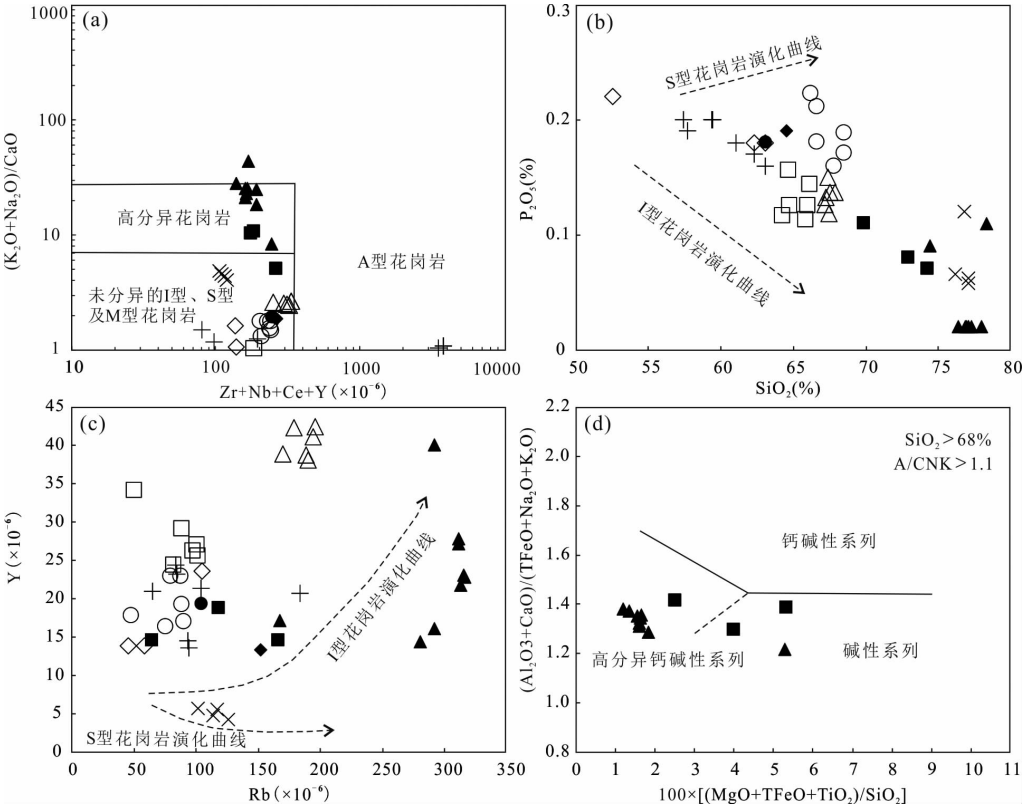 (a)
1000
100
10
1
(K₂O+Na₂O)/CaO
高分异花岗岩
A型花岗岩
未分异的I型、S型
及M型花岗岩
10
100
1000
10000
Zr+Nb+Ce+Y (×10⁻⁶)
(b)
0.3
0.2
0.1
0
P₂O₅(%)
S型花岗岩演化曲线
I型花岗岩演化曲线
50
55
60
65
70
75
80
SiO₂(%)
(c)
45
40
35
30
25
20
15
10
5
0
Y (×10⁻⁶)
I型花岗岩演化曲线
S型花岗岩演化曲线
0
50
100
150
200
250
300
350
Rb (×10⁻⁶)
(d)
2.2
2.0
1.8
1.6
1.4
1.2
1.0
0.8
(Al₂O3+CaO)/(TFeO+Na₂O+K₂O)
SiO₂>68%
A/CNK>1.1
钙碱性系列
高分异钙碱性系列
碱性系列
0
1
2
3
4
5
6
7
8
9
10
11
100×[(MgO+TFeO+TiO₂)/SiO₂]